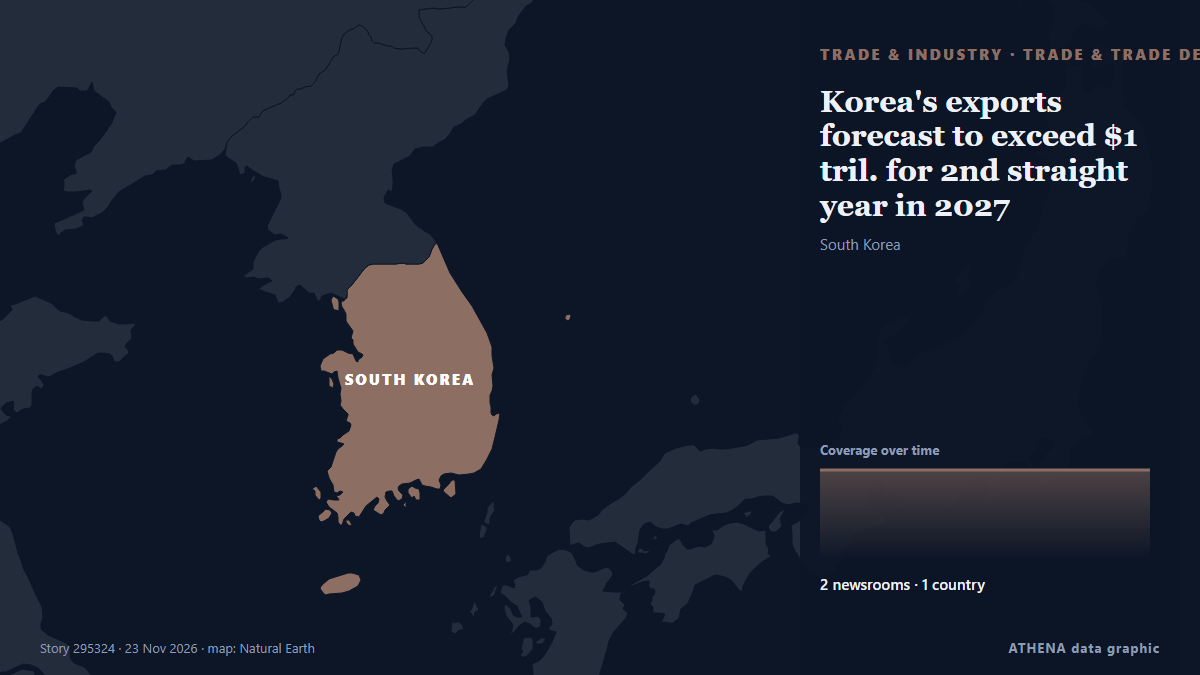 TRADE & INDUSTRY · TRADE & TRADE DE
Korea's exports
forecast to exceed $1
tril. for 2nd straight
year in 2027
South Korea
SOUTH KOREA
Coverage over time
2 newsrooms · 1 country
Story 295324 · 23 Nov 2026 · map: Natural Earth
ATHENA data graphic